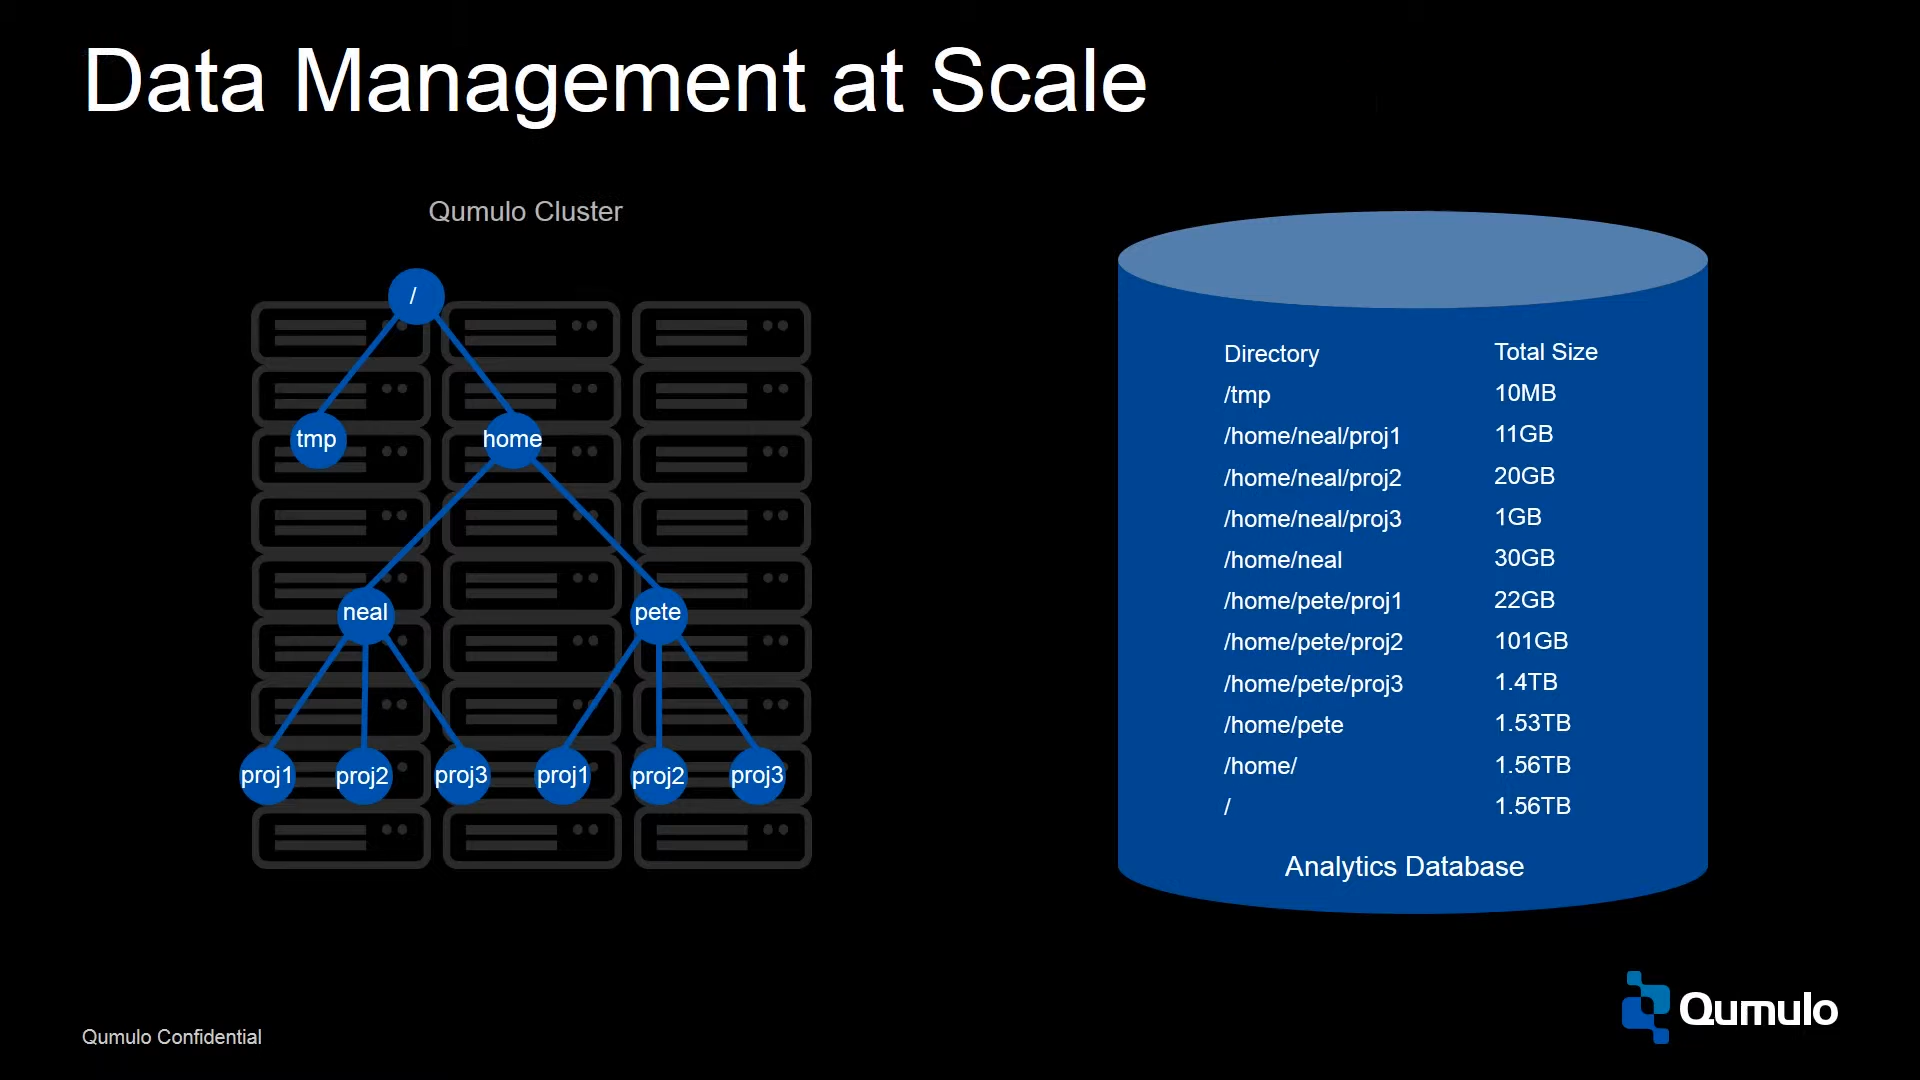 Data Management at Scale
Qumulo Cluster
/
tmp
home
neal
pete
proj1
proj2
proj3
proj1
proj2
proj3
Directory Total Size
/tmp 10MB
/home/neal/proj1 11GB
/home/neal/proj2 20GB
/home/neal/proj3 1GB
/home/neal 30GB
/home/pete/proj1 22GB
/home/pete/proj2 101GB
/home/pete/proj3 1.4TB
/home/pete 1.53TB
/home/ 1.56TB
/ 1.56TB
Analytics Database
Qumulo
Qumulo Confidential